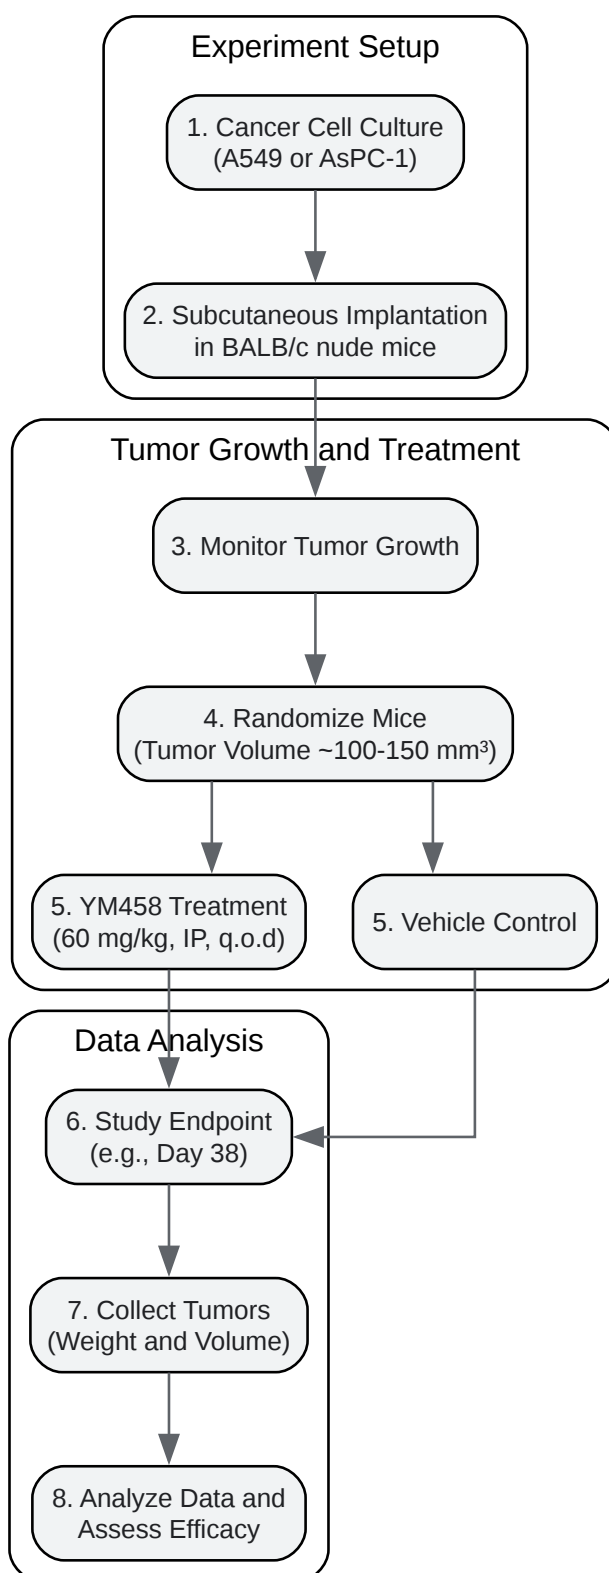 Experiment Setup
1. Cancer Cell Culture
(A549 or AsPC-1)
2. Subcutaneous Implantation
in BALB/c nude mice
Tumor Growth and Treatment
3. Monitor Tumor Growth
4. Randomize Mice
(Tumor Volume ~100-150 mm³)
5. YM458 Treatment
(60 mg/kg, IP, q.o.d)
5. Vehicle Control
Data Analysis
6. Study Endpoint
(e.g., Day 38)
7. Collect Tumors
(Weight and Volume)
8. Analyze Data and
Assess Efficacy